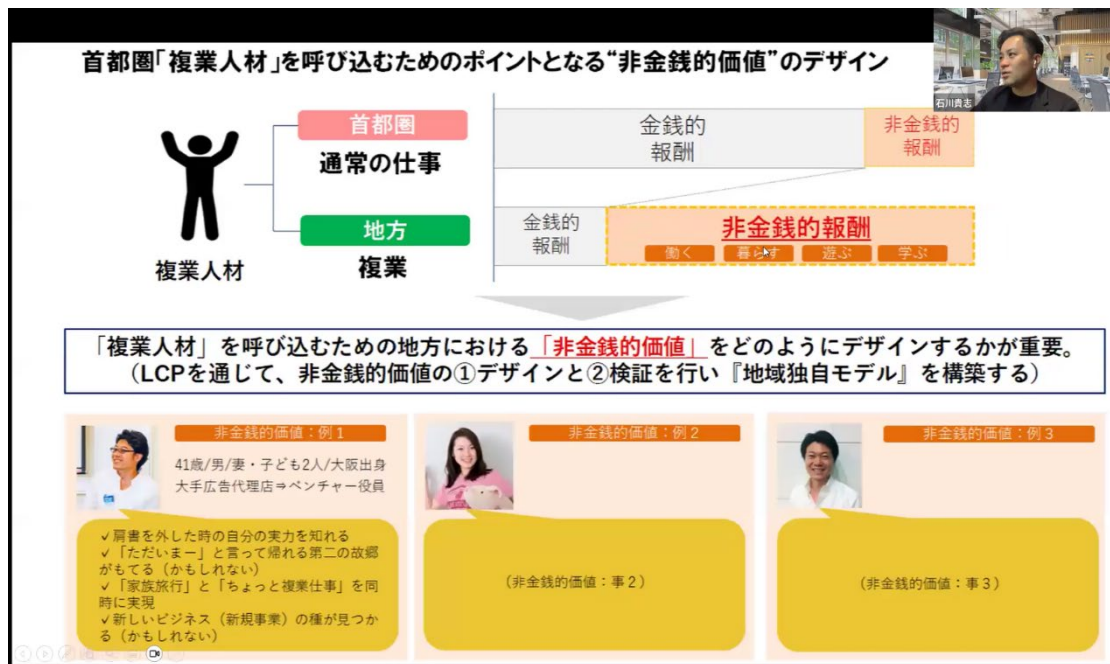 首都圏「複業人材」を呼び込むためのポイントとなる“非金銭的価値”のデザイン
石川貴志
首都圏
通常の仕事
金銭的
報酬
非金銭的
報酬
複業人材
地方
複業
金銭的
報酬
非金銭的報酬
働く
暮らす
遊ぶ
学ぶ
「複業人材」を呼び込むための地方における「非金銭的価値」をどのようにデザインするかが重要。
（LCPを通じて、非金銭的価値の①デザインと②検証を行い『地域独自モデル』を構築する）
非金銭的価値：例１
41歳/男/妻・子ども2人/大阪出身
大手広告代理店⇒ベンチャー役員
✓肩書を外した時の自分の実力を知れる
✓「ただいまー」と言って帰れる第二の故郷
がもてる（かもしれない）
✓「家族旅行」と「ちょっと複業仕事」を同
時に実現
✓新しいビジネス（新規事業）の種が見つか
る（かもしれない）
非金銭的価値：例２
（非金銭的価値：事２）
非金銭的価値：例３
（非金銭的価値：事３）